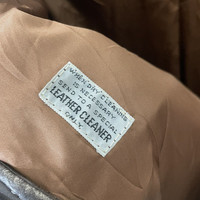 WHEN DRY CLEANING
IS NECESSARY
SEND TO A SPECIAL
LEATHER CLEANER
ONLY